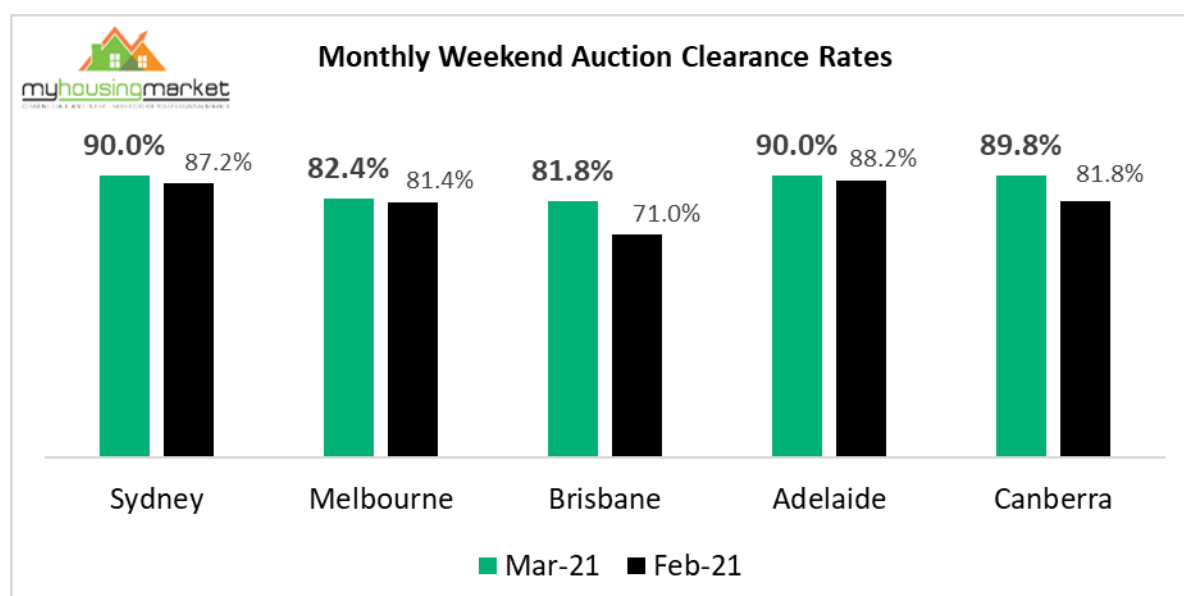 Monthly Weekend Auction Clearance Rates
myhousingmarket
90.0%
87.2%
82.4%
81.4%
81.8%
71.0%
90.0%
88.2%
89.8%
81.8%
Sydney
Melbourne
Brisbane
Adelaide
Canberra
Mar-21
Feb-21